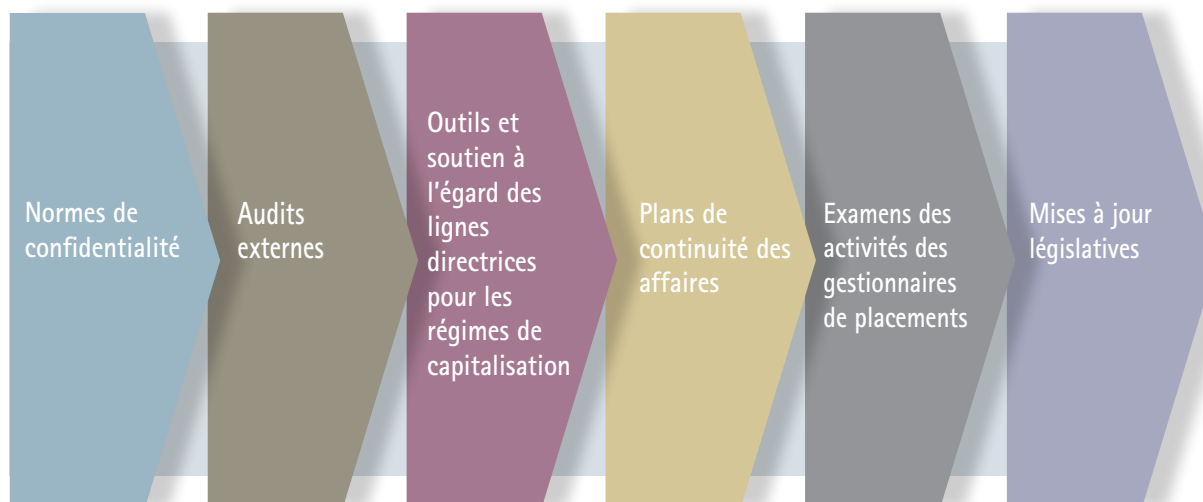 Normes de
confidentialité
Audits
externes
Outils et
soutien à
l'égard des
lignes
directrices
pour les
régimes de
capitalisation
Plans de
continuité des
affaires
Examens des
activités des
gestionnaires
de placements
Mises à jour
législatives